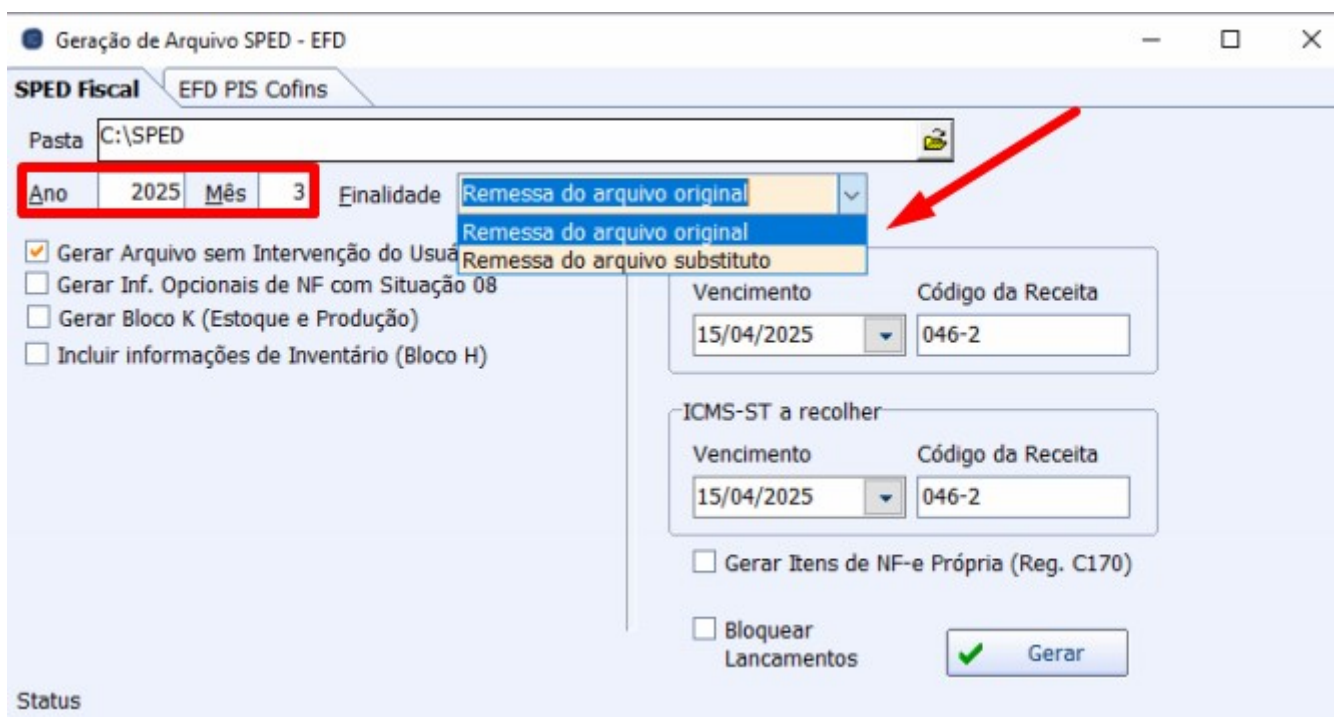 Geração de Arquivo SPED - EFD
SPED Fiscal EFD PIS Cofins
Pasta C:\SPED
Ano 2025 Mês 3 Finalidade Remessa do arquivo original
Remessa do arquivo original
Remessa do arquivo substituto
Gerar Arquivo sem Intervenção do Usuá
Gerar Inf. Opcionais de NF com Situação 08
Gerar Bloco K (Estoque e Produção)
Incluir informações de Inventário (Bloco H)
Vencimento Código da Receita
15/04/2025 046-2
ICMS-ST a recolher
Vencimento Código da Receita
15/04/2025 046-2
Gerar Itens de NF-e Própria (Reg. C170)
Bloquear
Lancamentos
Gerar
Status